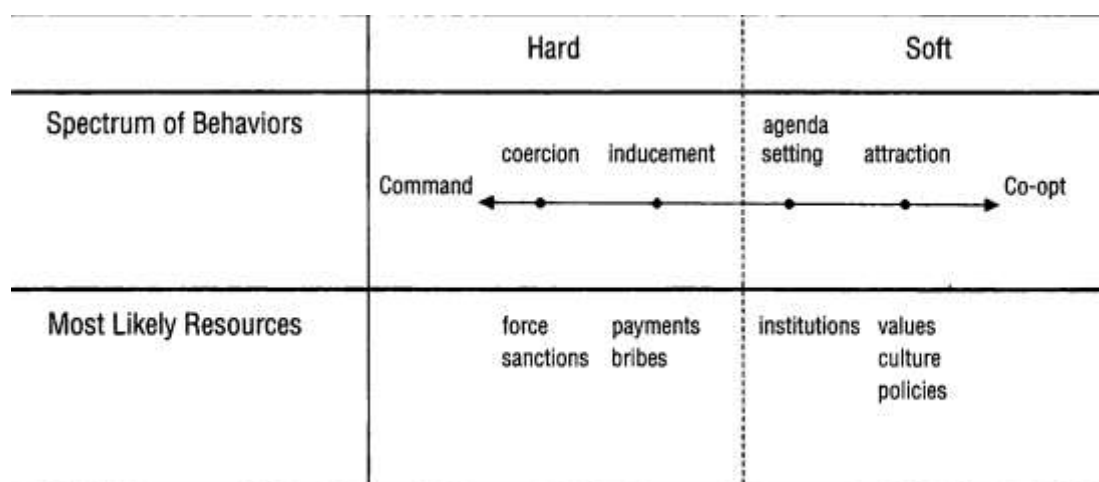 Hard Soft
Spectrum of Behaviors
coercion inducement agenda setting attraction
Command Co-opt
Most Likely Resources
force sanctions
payments bribes
institutions
values culture policies